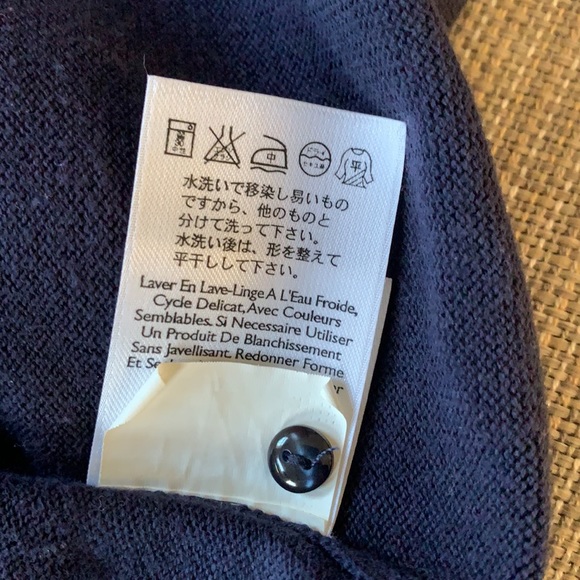 中
平
水洗いで移染し易いもの
ですから、他のものと
分けて洗って下さい。
水洗い後は、形を整えて
平干しして下さい。
Laver En Lave-Linge A L'Eau Froide,
Cycle Delicat, Avec Couleurs
Semblables. Si Necessaire Utiliser
Un Produit De Blanchissement
Sans Javellisant. Redonner Forme
Et